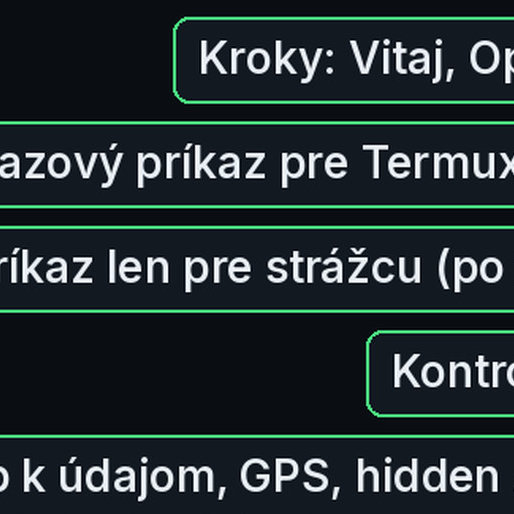 Kroky: Vitaj, Op
azový príkaz pre Termux
ríkaz len pre strážcu (po
Kontro
k údajom, GPS, hidden